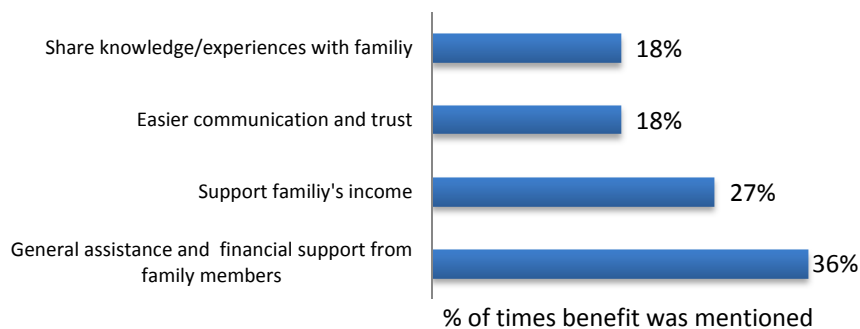 Share knowledge/experiences with familiy
18%
Easier communication and trust
18%
Support familiy's income
27%
General assistance and financial support from
family members
36%
% of times benefit was mentioned